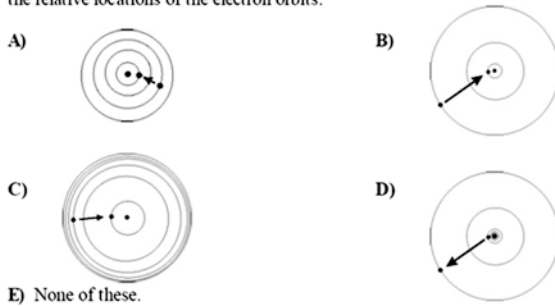 the relative locations of the electron orbits.
A)
B)
C)
D)
E) None of these.